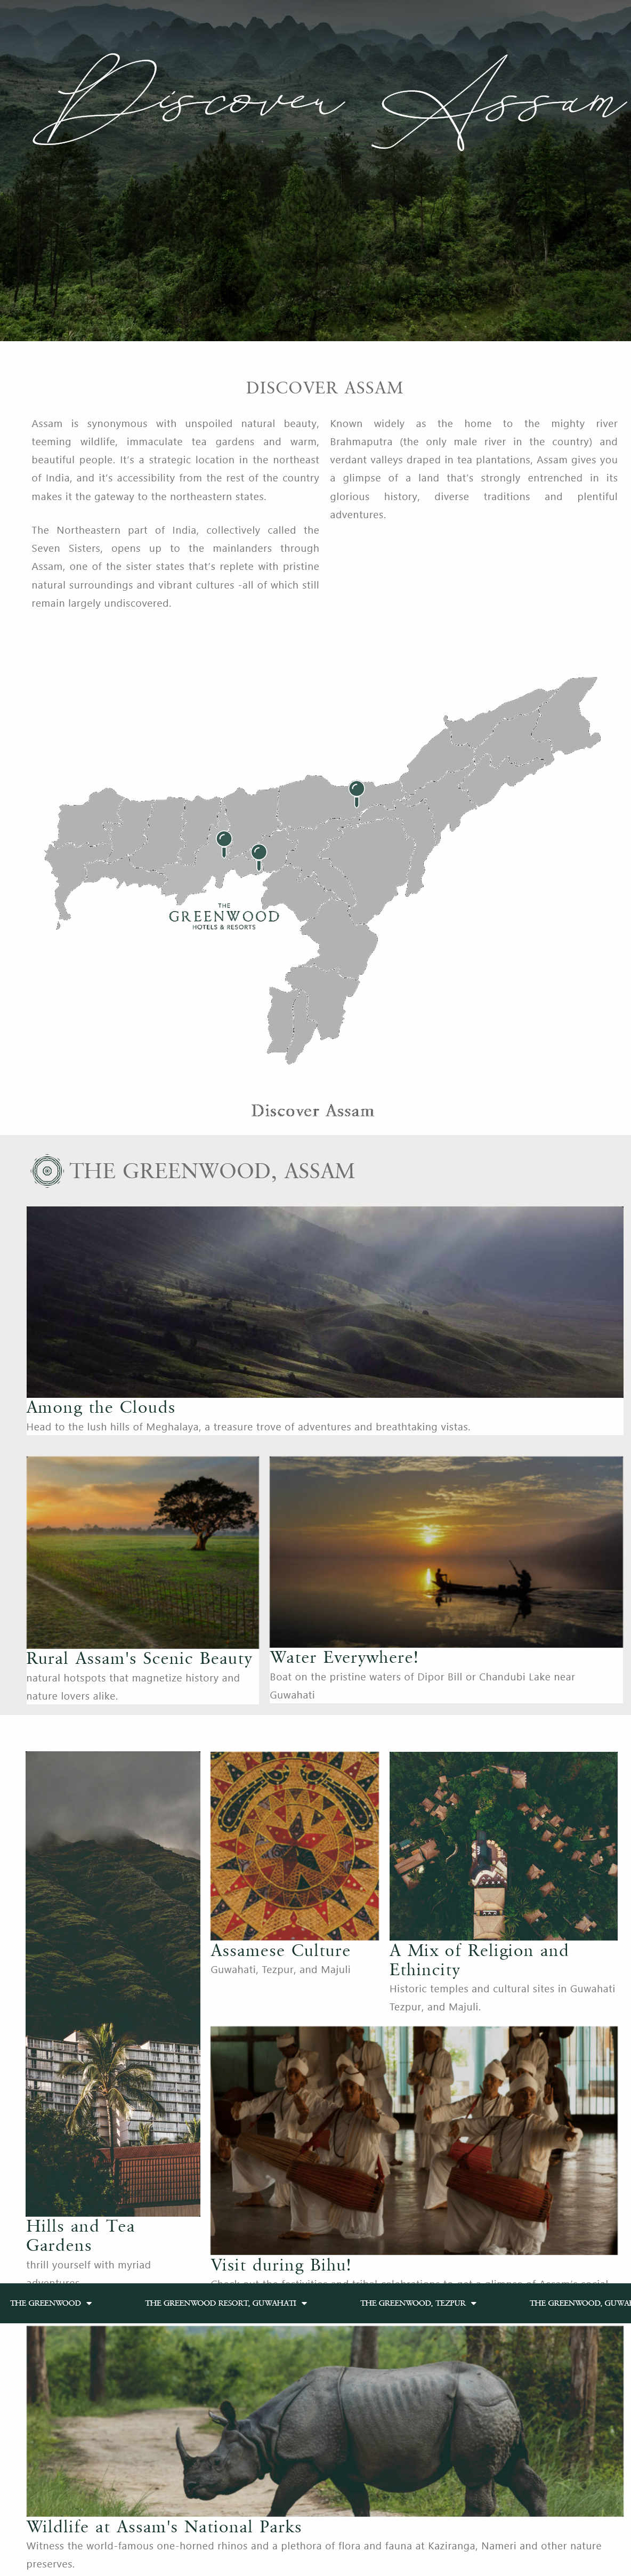 Discover Assam
DISCOVER ASSAM
Assam is synonymous with unspoiled natural beauty,
teeming wildlife, immaculate tea gardens and warm,
beautiful people. It's a strategic location in the northeast
of India, and it's accessibility from the rest of the country
makes it the gateway to the northeastern states.
The Northeastern part of India, collectively called the
Seven Sisters, opens up to the mainlanders through
Assam, one of the sister states that's replete with pristine
natural surroundings and vibrant cultures -all of which still
remain largely undiscovered.
Known widely as the home to the mighty river
Brahmaputra (the only male river in the country) and
verdant valleys draped in tea plantations, Assam gives you
a glimpse of a land that's strongly entrenched in its
glorious history, diverse traditions and plentiful
adventures.
THE
GREENWOOD
HOTELS & RESORTS
Discover Assam
THE GREENWOOD, ASSAM
Among the Clouds
Head to the lush hills of Meghalaya, a treasure trove of adventures and breathtaking vistas.
Rural Assam's Scenic Beauty
natural hotspots that magnetize history and
nature lovers alike.
Water Everywhere!
Boat on the pristine waters of Dipor Bill or Chandubi Lake near
Guwahati
Assamese Culture
Guwahati, Tezpur, and Majuli
A Mix of Religion and
Ethincity
Historic temples and cultural sites in Guwahati
Tezpur, and Majuli.
Hills and Tea
Gardens
thrill yourself with myriad
adventures
Visit during Bihu!
Check out the festivities and tribal celebrations to get a glimpse of Assam's social
THE GREENWOOD
THE GREENWOOD RESORT, GUWAHATI
THE GREENWOOD, TEZPUR
THE GREENWOOD, GUWA
Wildlife at Assam's National Parks
Witness the world-famous one-horned rhinos and a plethora of flora and fauna at Kaziranga, Nameri and other nature
preserves.